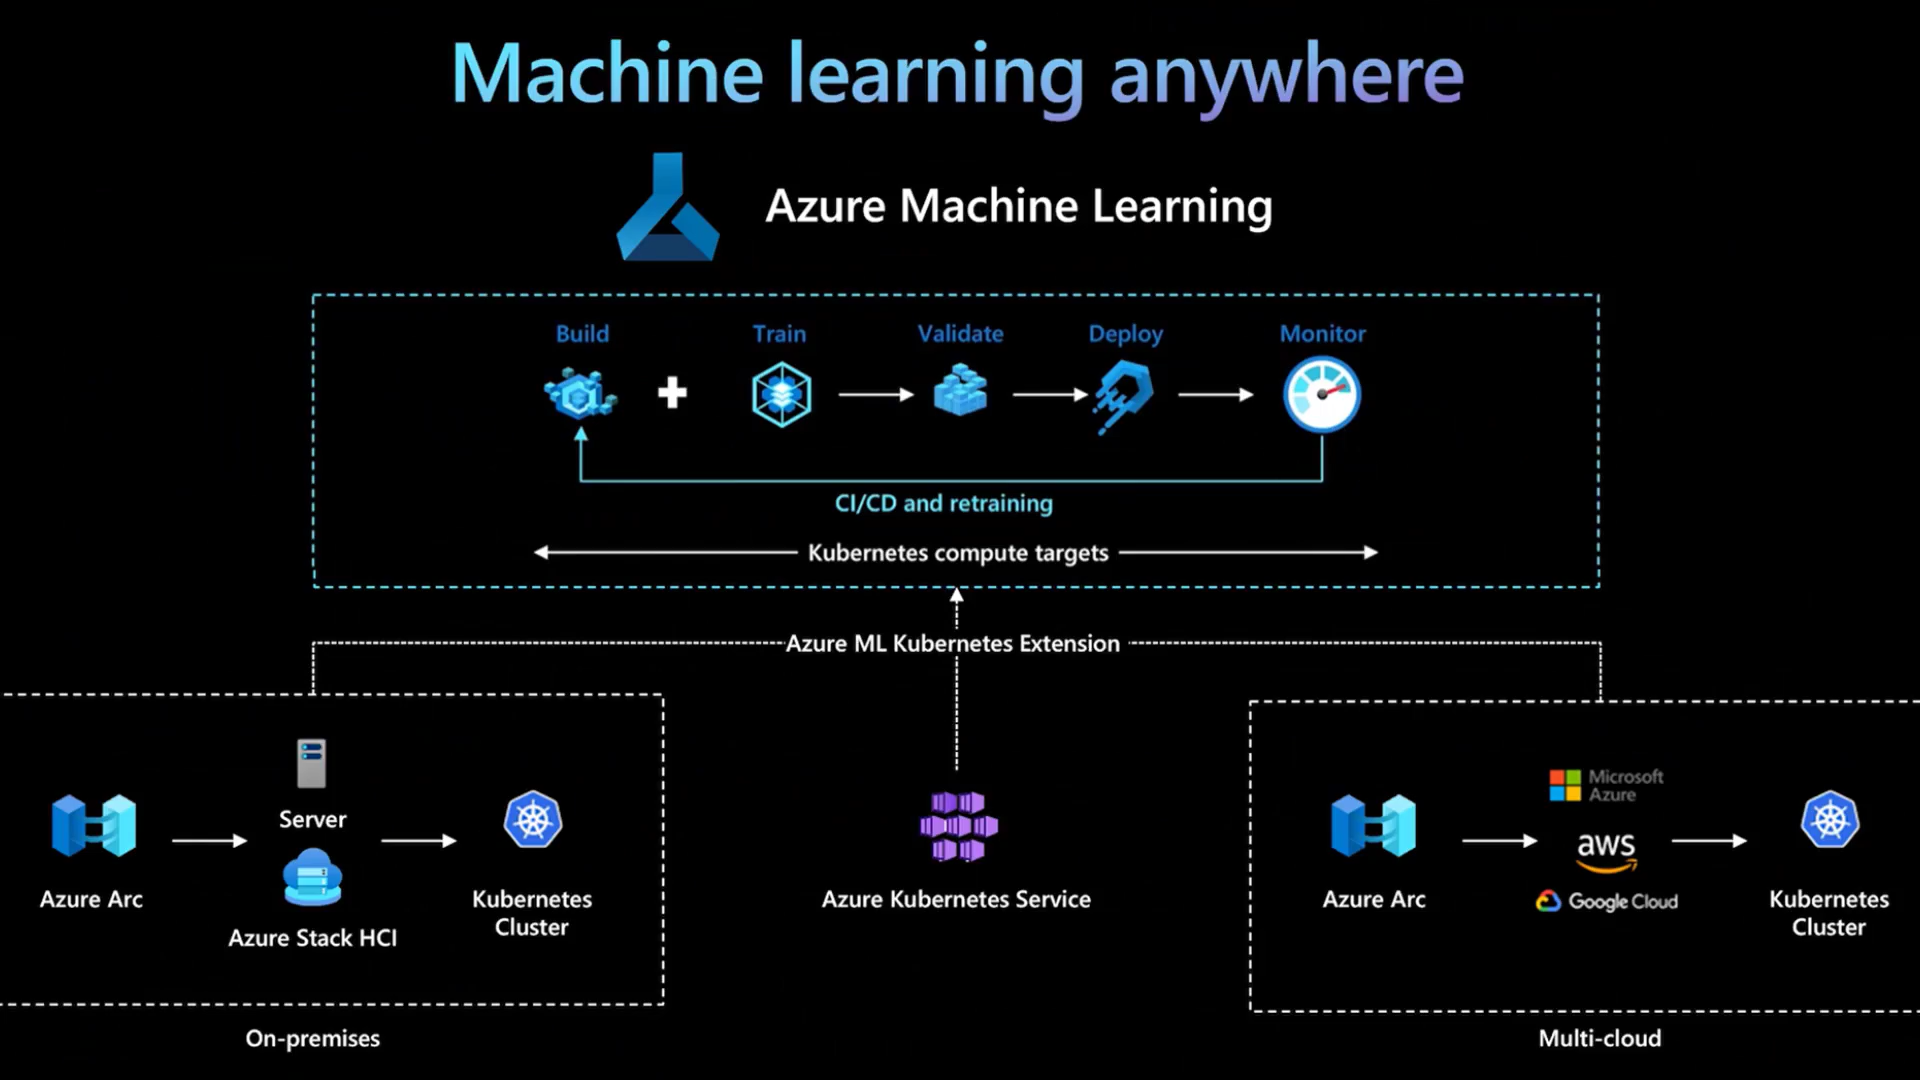 Machine learning anywhere
Azure Machine Learning
Build
Train
Validate
Deploy
Monitor
CI/CD and retraining
Kubernetes compute targets
Azure ML Kubernetes Extension
Azure Arc
Server
Azure Stack HCI
Kubernetes
Cluster
On-premises
Azure Kubernetes Service
Azure Arc
Microsoft
Azure
aws
Google Cloud
Kubernetes
Cluster
Multi-cloud